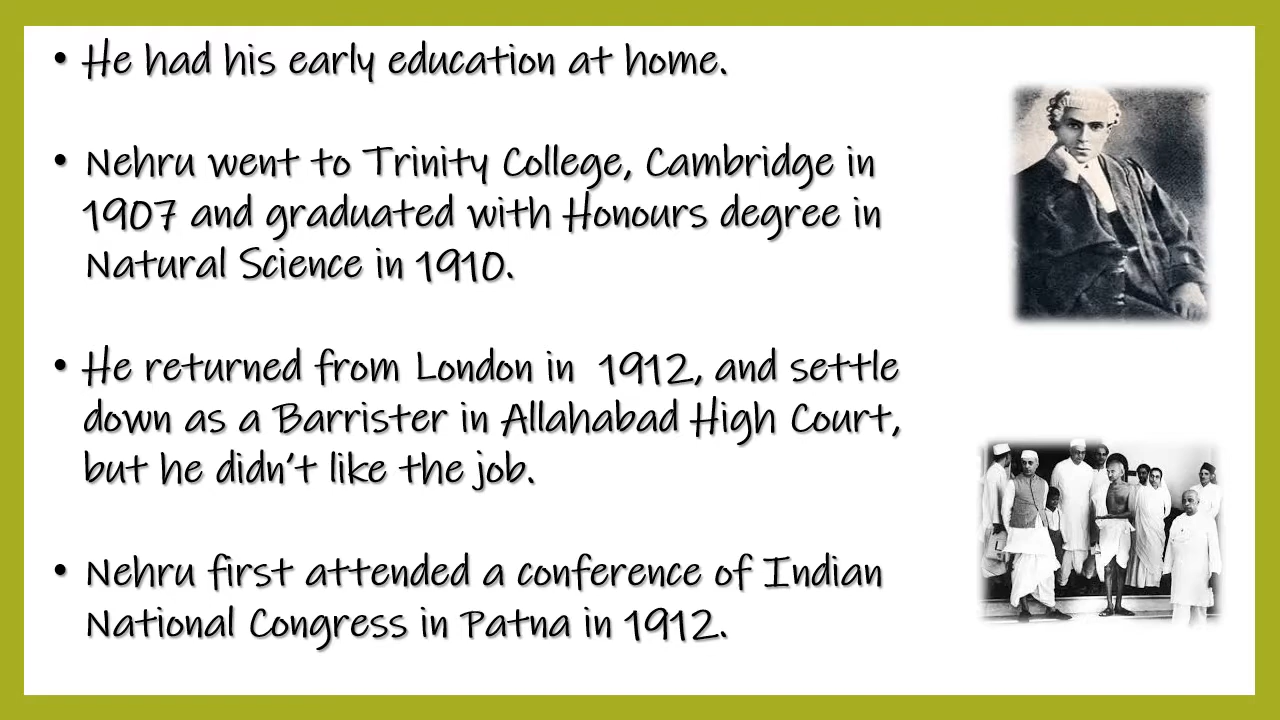 • He had his early education at home.
• Nehru went to Trinity College, Cambridge in
1907 and graduated with Honours degree in
Natural Science in 1910.
• He returned from London in  1912, and settle
down as a Barrister in Allahabad High Court,
but he didn't like the job.
• Nehru first attended a conference of Indian
National Congress in Patna in 1912.